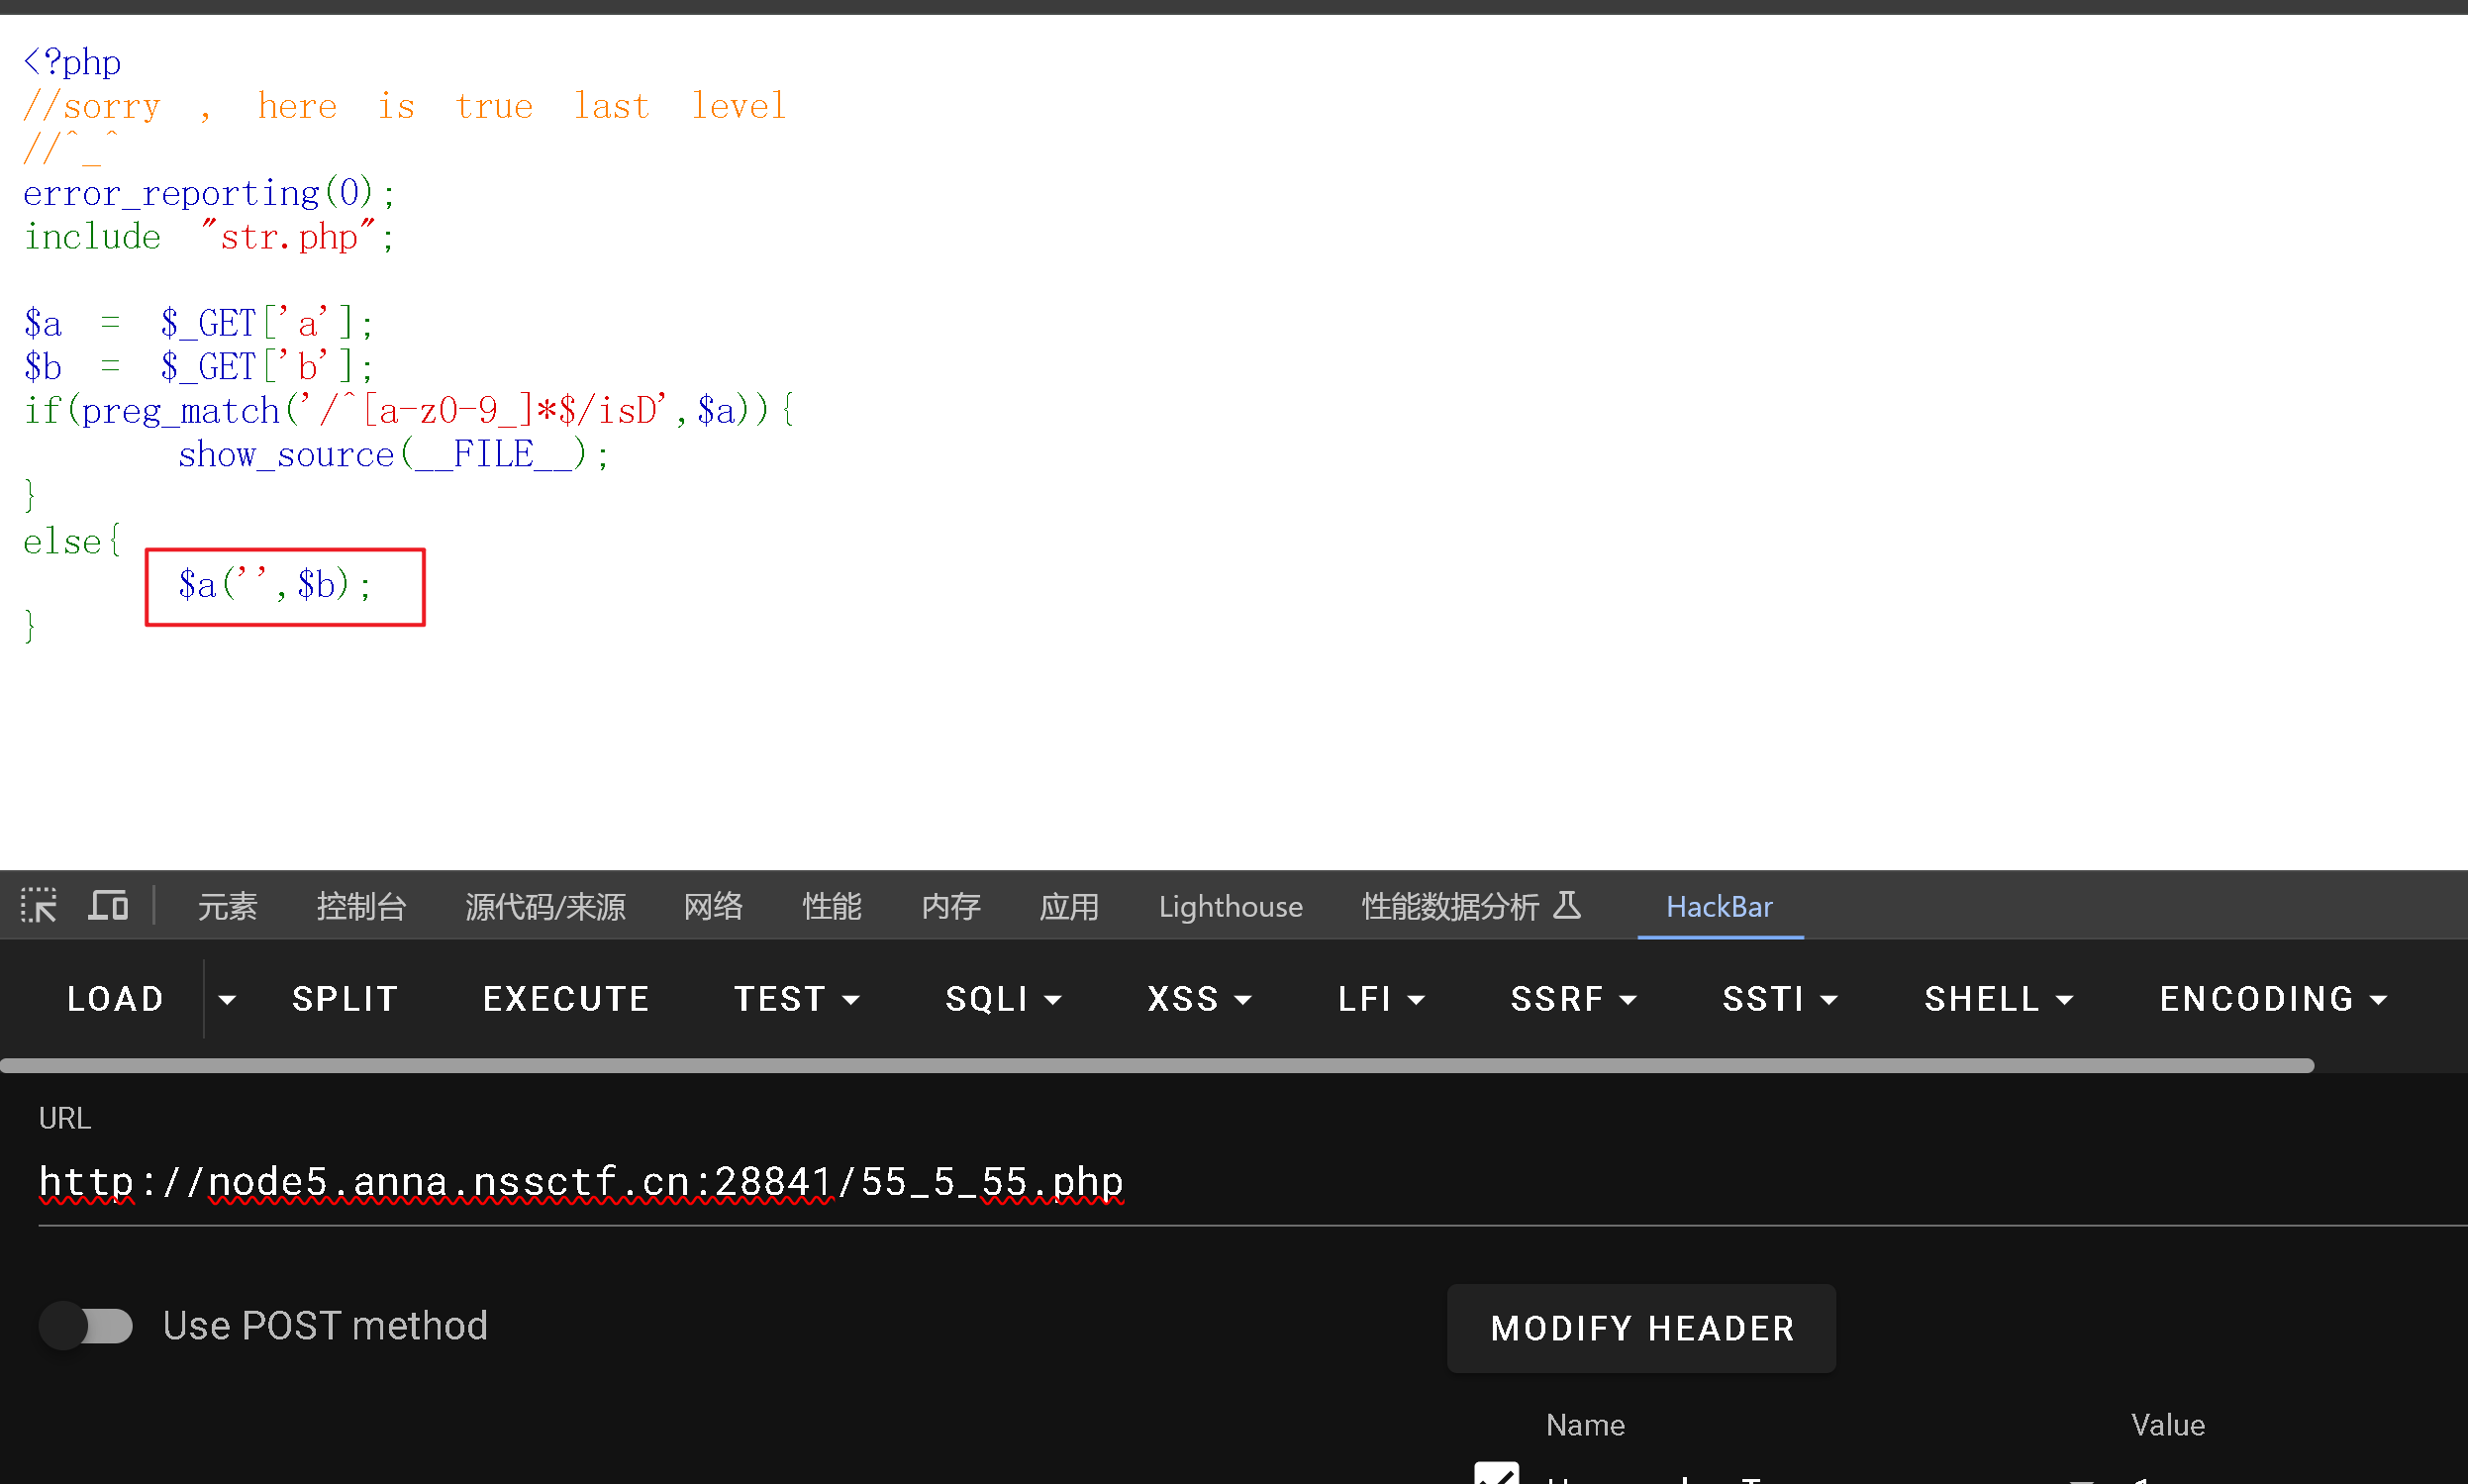 <?php
//sorry , here is true last level
//^_^
error_reporting(0);
include "str.php";
$a = $_GET['a'];
$b = $_GET['b'];
if(preg_match('/^[a-z0-9_]*$/isD',$a)){
show_source(__FILE__);
}
else{
$a('',$b);
}
元素 控制台 源代码/来源 网络 性能 内存 应用 Lighthouse 性能数据分析 HackBar
LOAD SPLIT EXECUTE TEST SQLI XSS LFI SSRF SSTI SHELL ENCODING
URL
http://node5.anna.nssctf.cn:28841/55_5_55.php
Use POST method
MODIFY HEADER
Name Value